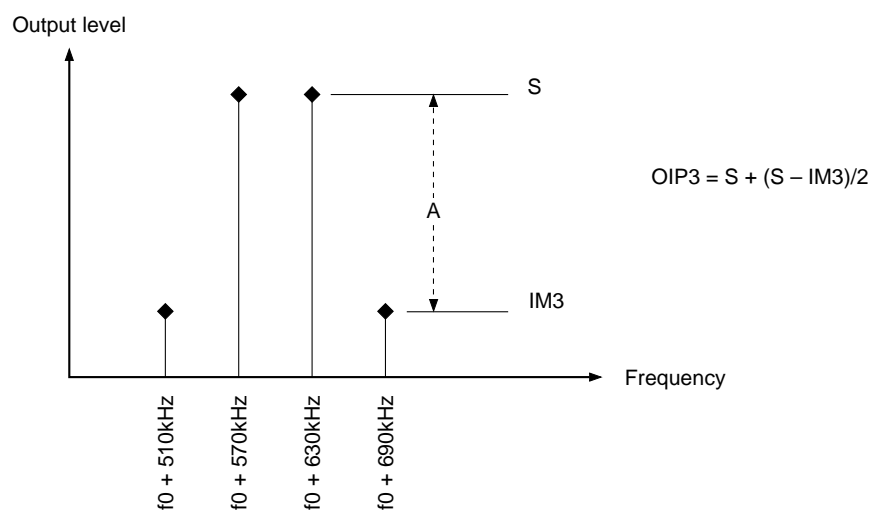 Output level
S
OIP3 = S + (S – IM3)/2
A
IM3
Frequency
f0 + 510kHz
f0 + 570kHz
f0 + 630kHz
f0 + 690kHz